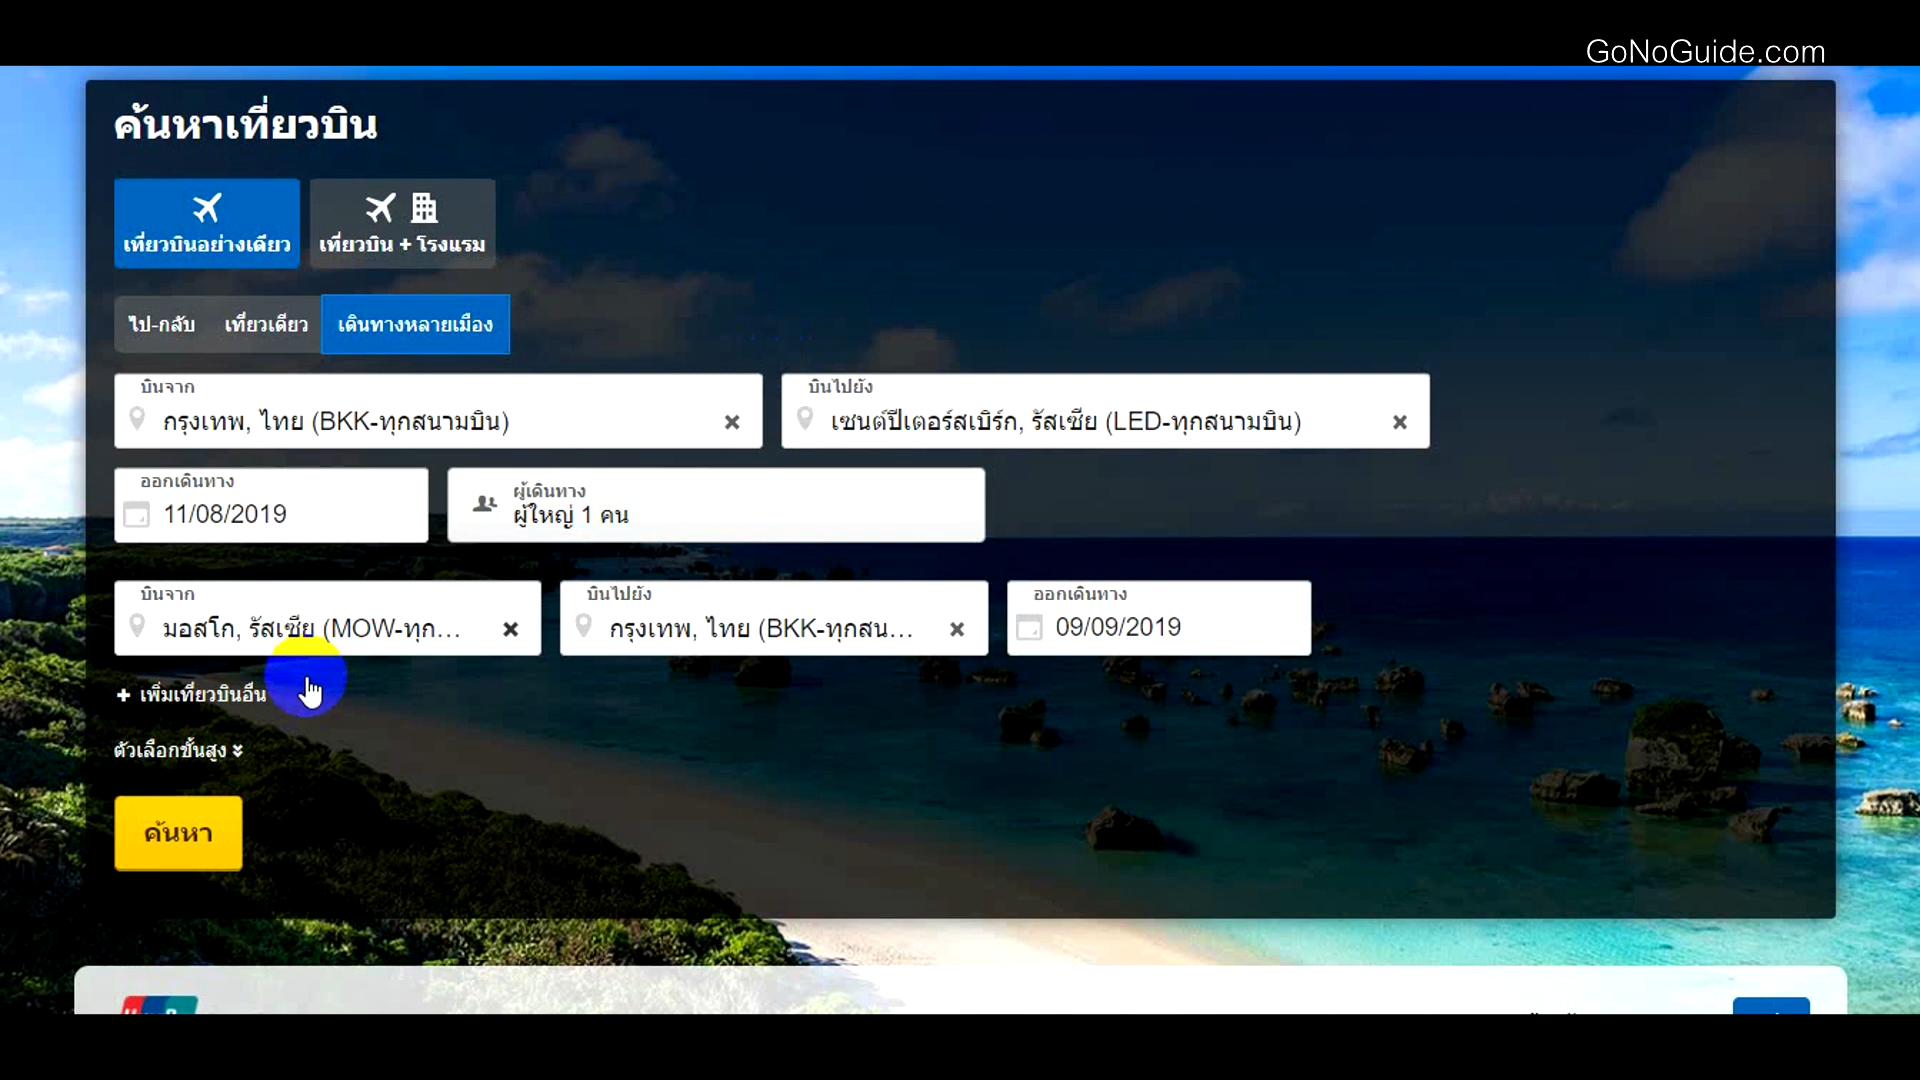 GoNoGuide.com
ค้นหาเที่ยวบิน
เที่ยวบินอย่างเดียว
เที่ยวบิน + โรงแรม
ไป-กลับ เที่ยวเดียว เดินทางหลายเมือง
บินจาก
กรุงเทพ, ไทย (BKK-ทุกสนามบิน)
บินไปยัง
เซนต์ปีเตอร์สเบิร์ก, รัสเซีย (LED-ทุกสนามบิน)
ออกเดินทาง
11/08/2019
ผู้เดินทาง
ผู้ใหญ่ 1 คน
บินจาก
มอสโก, รัสเซีย (MOW-ทุก...
บินไปยัง
กรุงเทพ, ไทย (BKK-ทุกสน...
ออกเดินทาง
09/09/2019
+ เพิ่มเที่ยวบินอื่น
ตัวเลือกขั้นสูง
ค้นหา